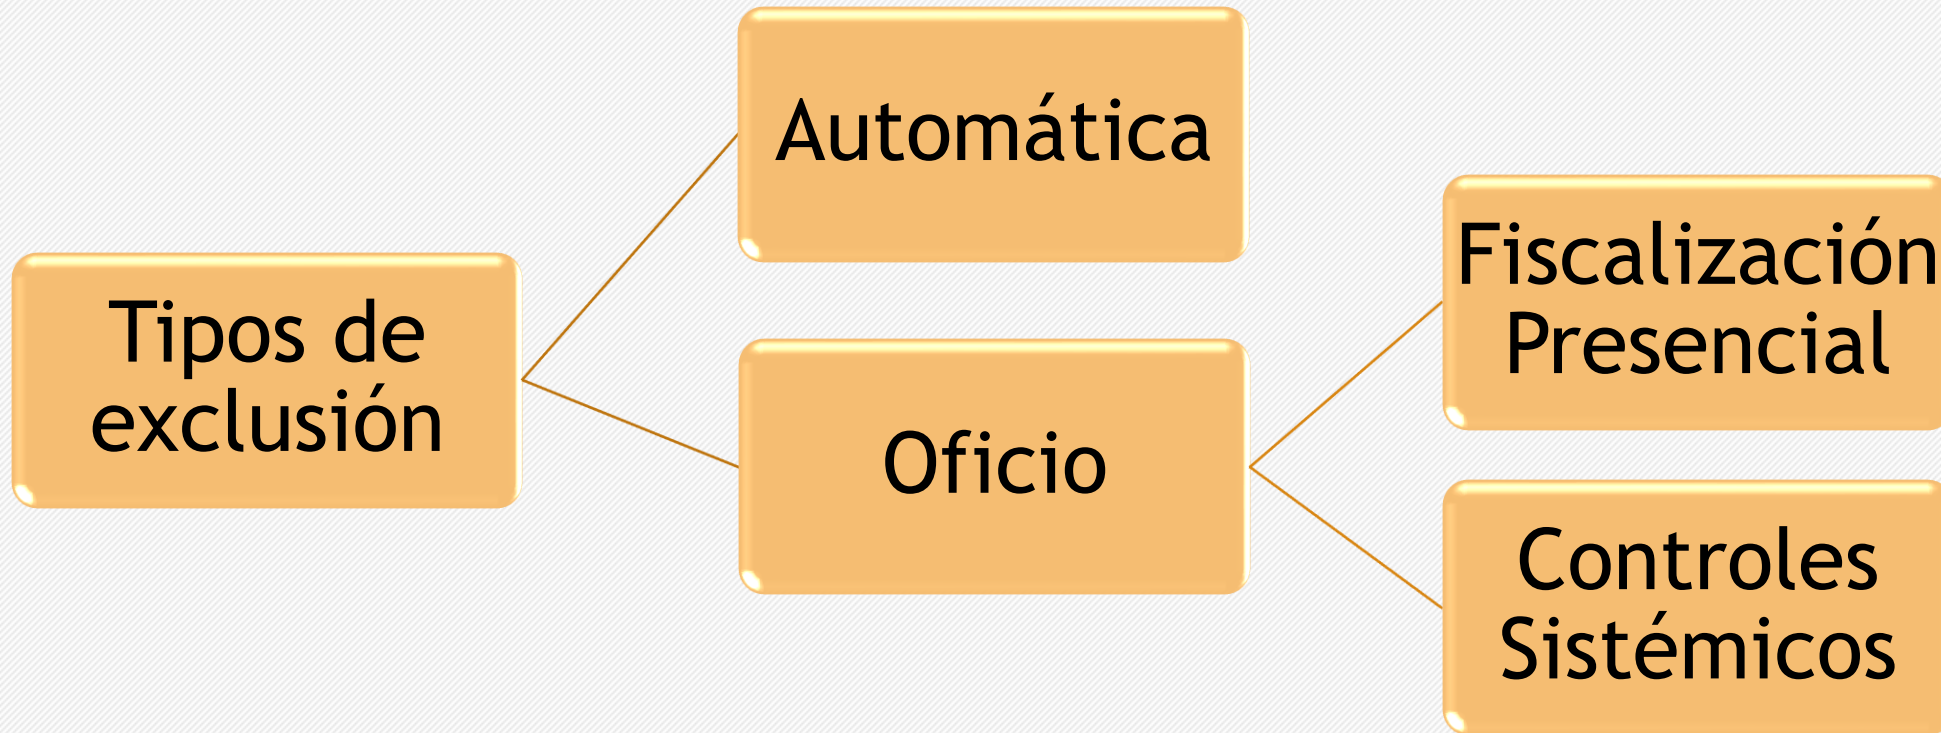 Tipos de
exclusión
Automática
Oficio
Fiscalización
Presencial
Controles
Sistémicos